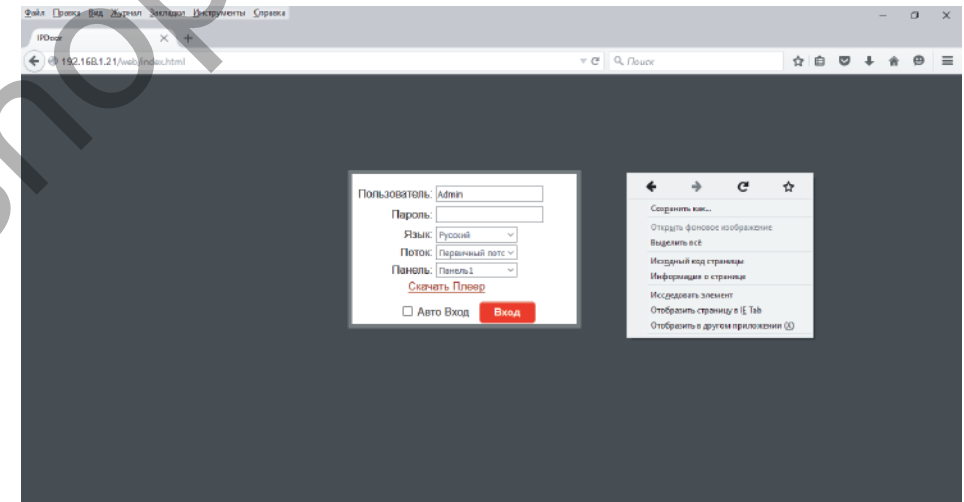 Файл Правка Вид Журнал Закладки Инструменты Справка
IPDoor
192.168.1.21/web/index.html
Поиск
Пользователь: Admin
Пароль:
Язык: Русский
Поток: Первичный потс
Панель: Панель1
Скачать Плеер
Авто Вход Вход
Сохранить как...
Открыть фоновое изображение
Выделить всё
Исходный код страницы
Информация о странице
Исследовать элемент
Отобразить страницу в IE Tab
Отобразить в другом приложении (X)